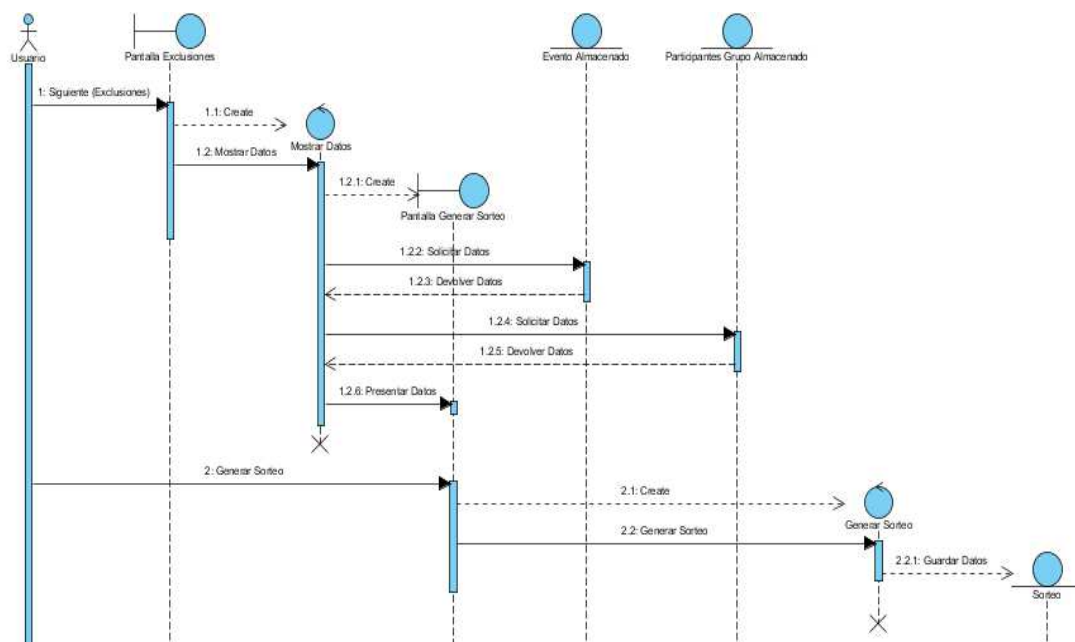 Usuario
Pantalla Exclusiones
Evento Almacenado
Participantes Grupo Almacenado
1: Siguiente (Exclusiones)
1.1: Create
Mostrar Datos
1.2: Mostrar Datos
1.2.1: Create
Pantalla Generar Sorteo
1.2.2: Solicitar Datos
1.2.3: Devolver Datos
1.2.4: Solicitar Datos
1.2.5: Devolver Datos
1.2.6: Presentar Datos
2: Generar Sorteo
2.1: Create
Generar Sorteo
2.2: Generar Sorteo
2.2.1: Guardar Datos
Sorteo